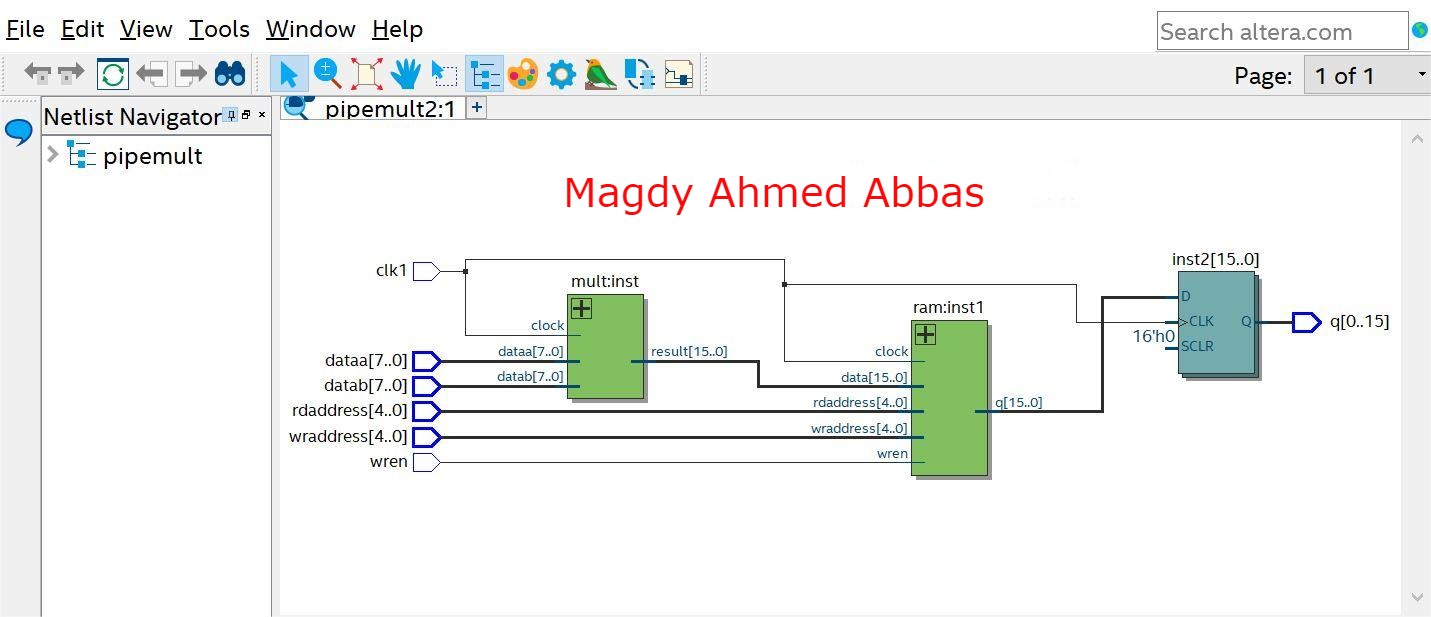 File Edit View Tools Window Help
Search altera.com
Page: 1 of 1
Netlist Navigator
pipemult2:1
pipemult
Magdy Ahmed Abbas
clk1
mult:inst
clock
dataa[7..0]
datab[7..0]
result[15..0]
dataa[7..0]
datab[7..0]
rdaddress[4..0]
wraddress[4..0]
wren
ram:inst1
clock
data[15..0]
rdaddress[4..0]
wraddress[4..0]
wren
q[15..0]
inst2[15..0]
D
CLK
Q
16'h0
SCLR
q[0..15]